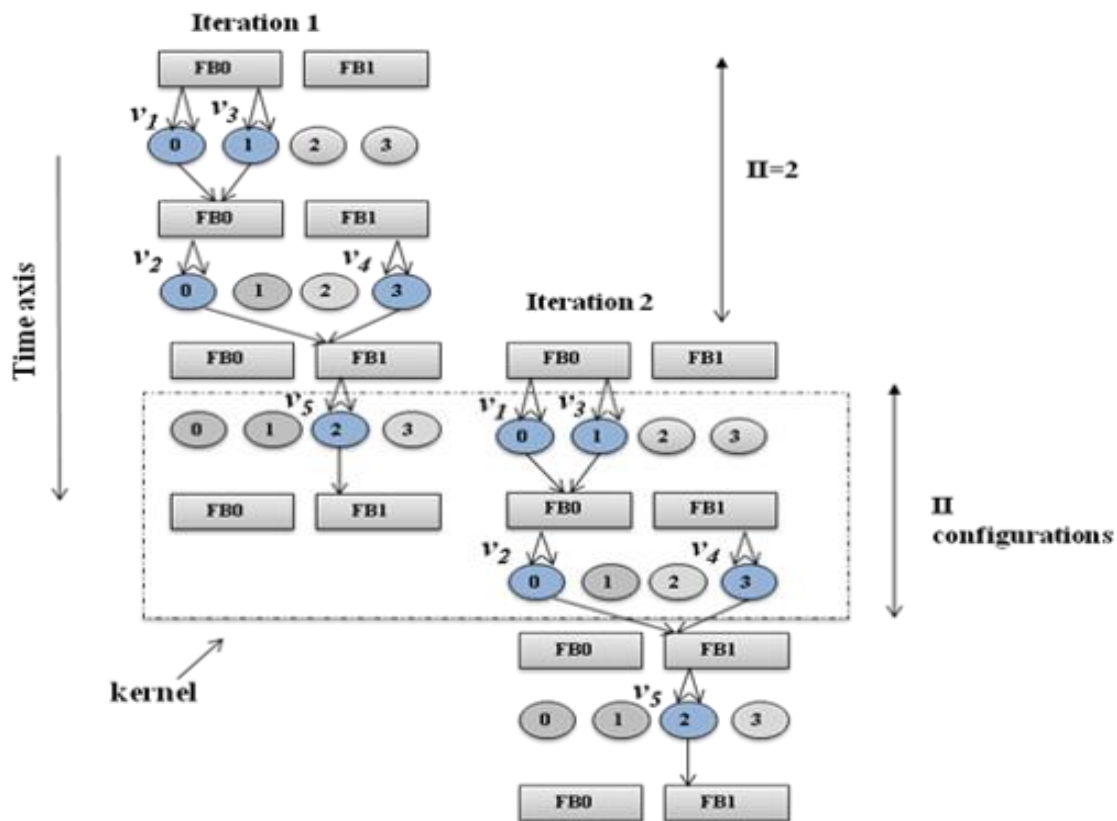 Iteration 1
FB0 FB1
v1 v3
0 1 2 3
II=2
FB0 FB1
v2 v4
0 1 2 3
Time axis
Iteration 2
FB0 FB1 FB0 FB1
v5 v1 v3
0 1 2 3 0 1 2 3
FB0 FB1 FB0 FB1
II
configurations
v2 v4
0 1 2 3
kernel
FB0 FB1
v5
0 1 2 3
FB0 FB1